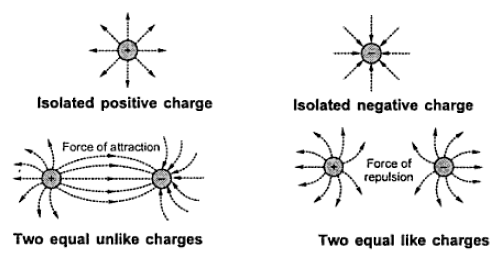 +
−
Isolated positive charge
Isolated negative charge
Force of attraction
+
−
Force of
repulsion
+
−
Two equal unlike charges
Two equal like charges